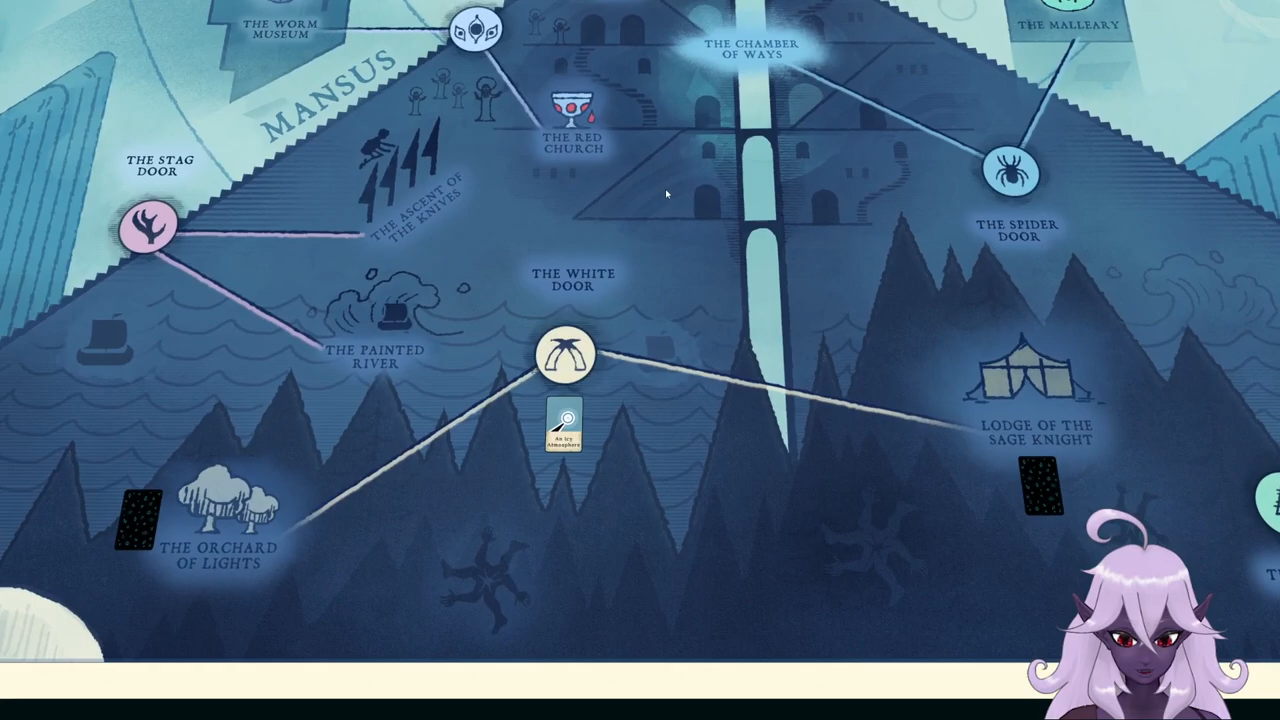 THE WORM
MUSEUM
THE CHAMBER
OF WAYS
THE MALLEARY
MANSUS
THE RED
CHURCH
THE STAG
DOOR
THE ASCENT OF
THE KNIVES
THE SPIDER
DOOR
THE WHITE
DOOR
THE PAINTED
RIVER
An Icy
Atmosphere
LODGE OF THE
SAGE KNIGHT
THE ORCHARD
OF LIGHTS